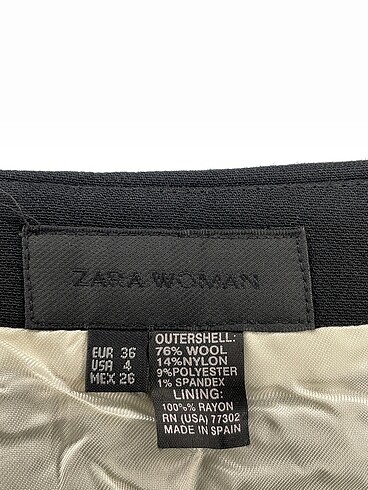 ZARA WOMAN
EUR 36
USA 4
MEX 26
OUTERSHELL:
76% WOOL
14%NYLON
9%POLYESTER
1% SPANDEX
LINING:
100%% RAYON
RN (USA) 77302
MADE IN SPAIN